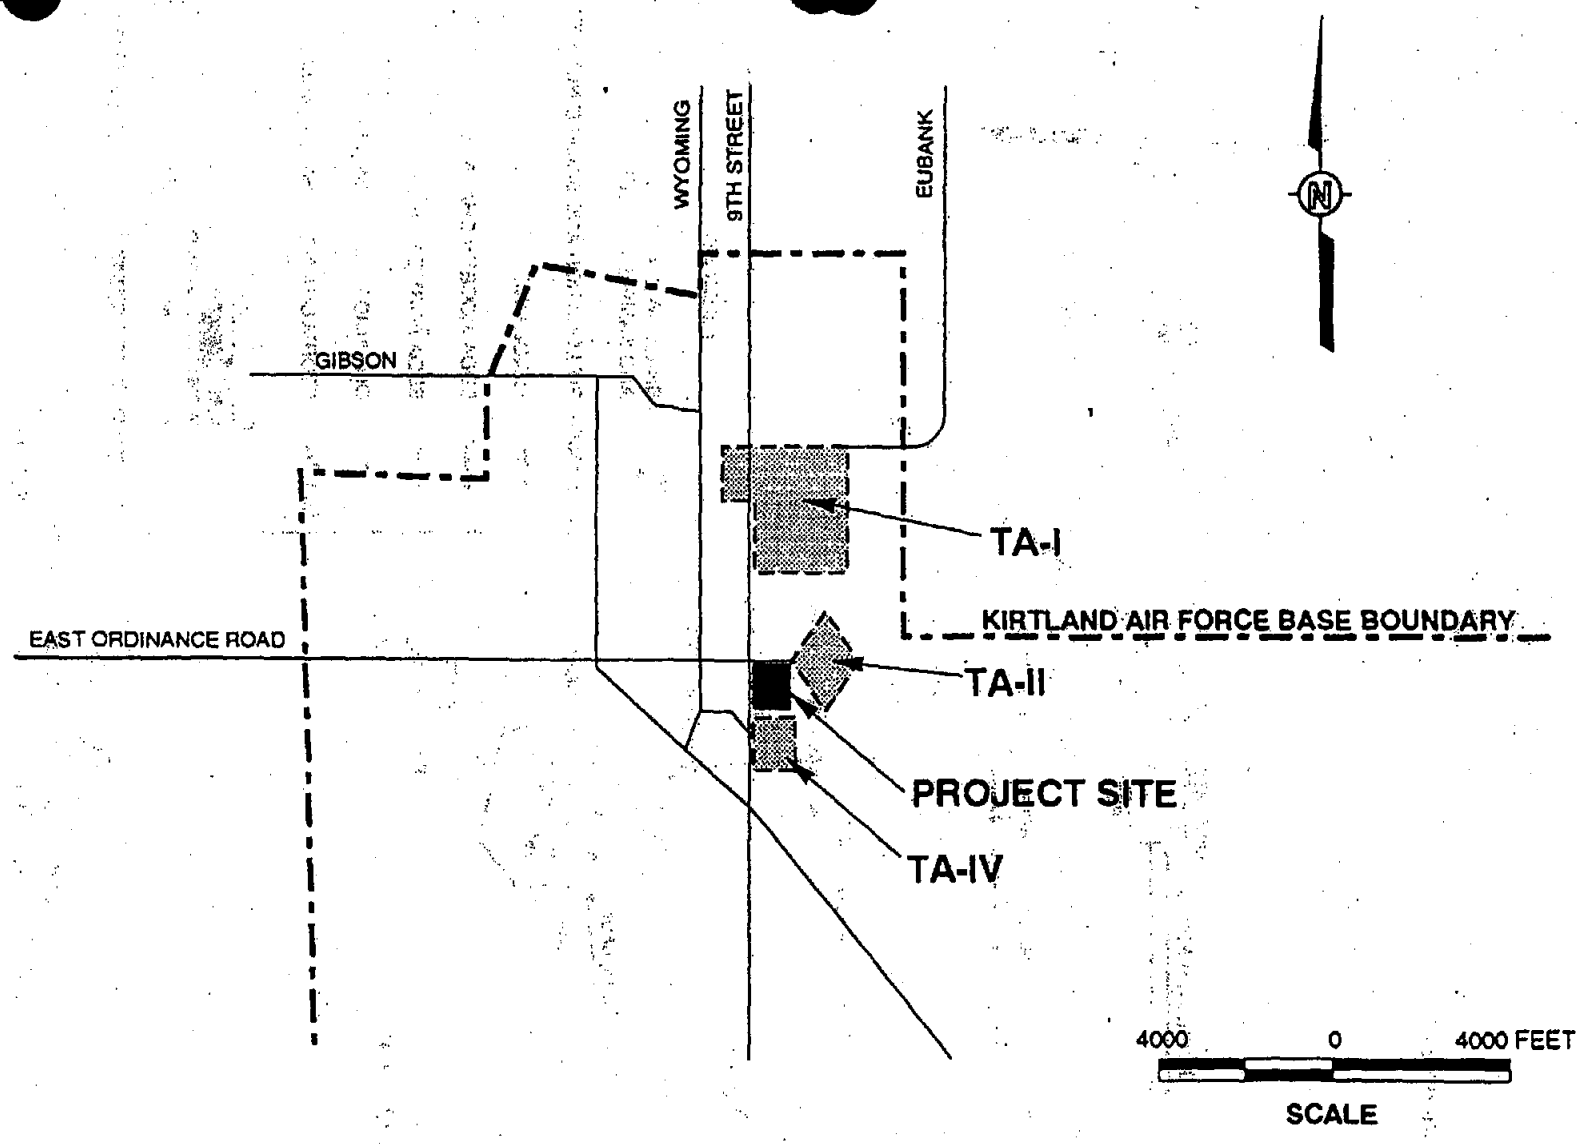 WYOMING
9TH STREET
EUBANK
N
GIBSON
TA-I
KIRTLAND AIR FORCE BASE BOUNDARY
EAST ORDINANCE ROAD
TA-II
PROJECT SITE
TA-IV
4000 0 4000 FEET
SCALE